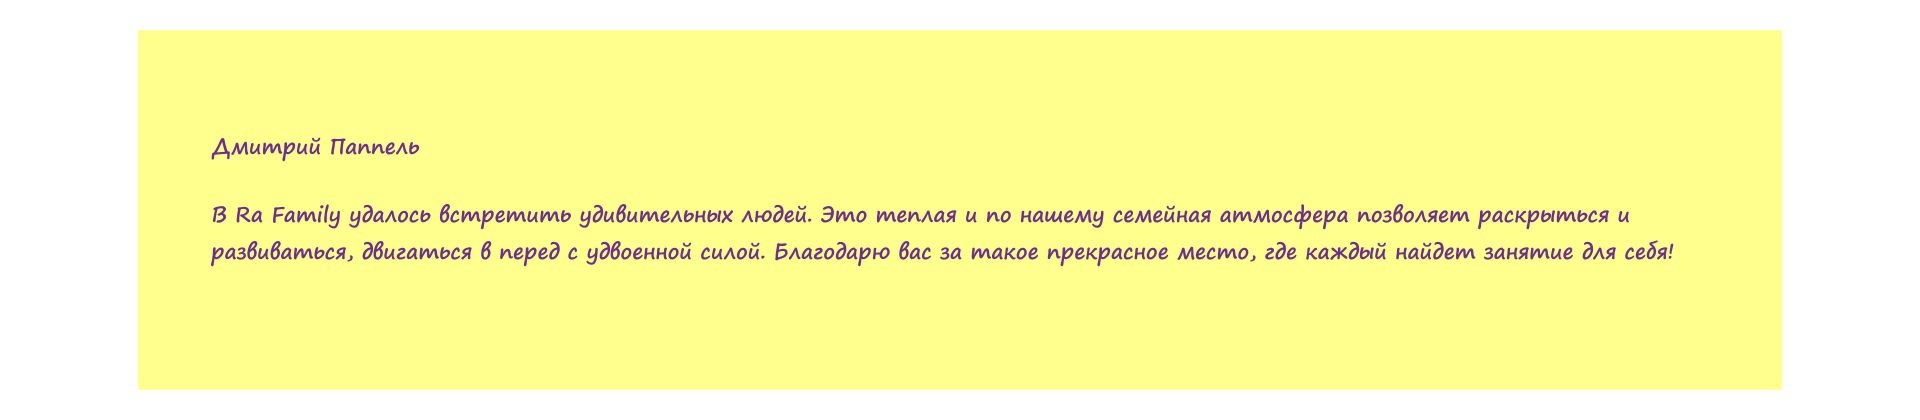 Дмитрий Паппель
В Ra Family удалось встретить удивительных людей. Это теплая и по нашему семейная атмосфера позволяет раскрыться и
развиваться, двигаться в перед с удвоенной силой. Благодарю вас за такое прекрасное место, где каждый найдет занятие для себя!